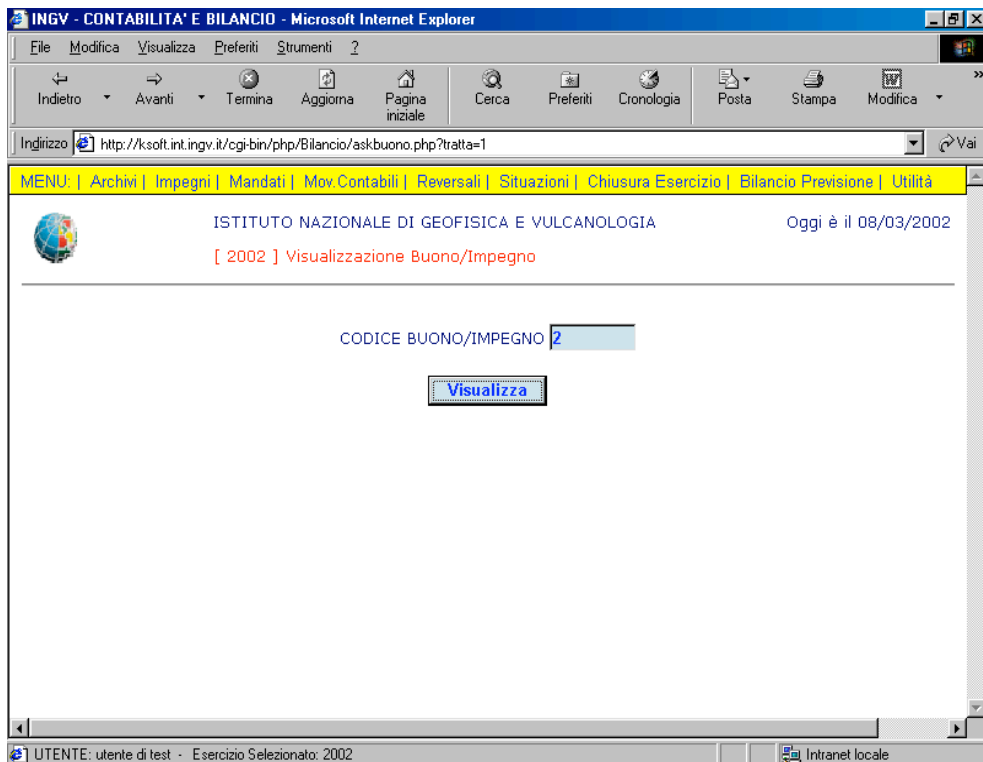 INGV - CONTABILITA' E BILANCIO - Microsoft Internet Explorer
File Modifica Visualizza Preferiti Strumenti ?
Indietro Avanti Termina Aggiorna Pagina iniziale Cerca Preferiti Cronologia Posta Stampa Modifica »
Indirizzo http://ksoft.int.ingv.it/cgi-bin/php/Bilancio/askbuono.php?tratta=1 Vai
MENU: | Archivi | Impegni | Mandati | Mov.Contabili | Reversali | Situazioni | Chiusura Esercizio | Bilancio Previsione | Utilità
ISTITUTO NAZIONALE DI GEOFISICA E VULCANOLOGIA Oggi è il 08/03/2002
[ 2002 ] Visualizzazione Buono/Impegno
CODICE BUONO/IMPEGNO 2
Visualizza
UTENTE: utente di test - Esercizio Selezionato: 2002 Intranet locale